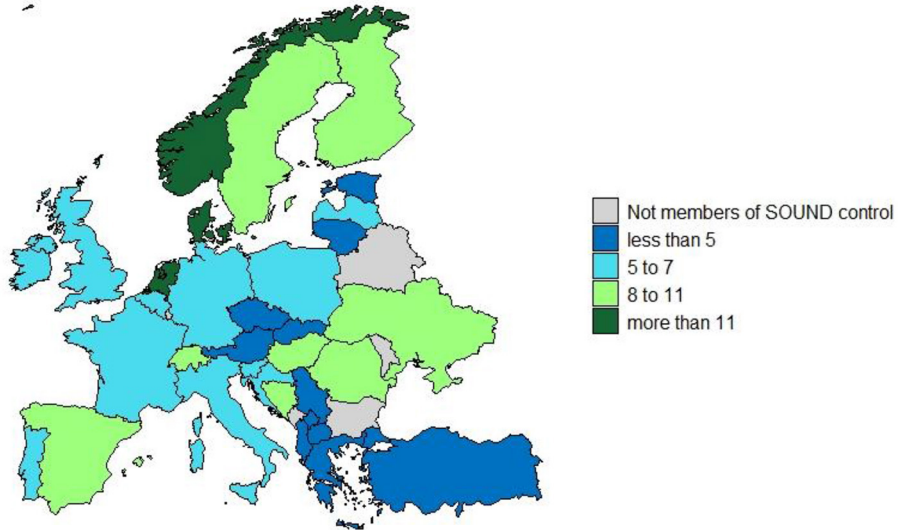 Not members of SOUND control
less than 5
5 to 7
8 to 11
more than 11